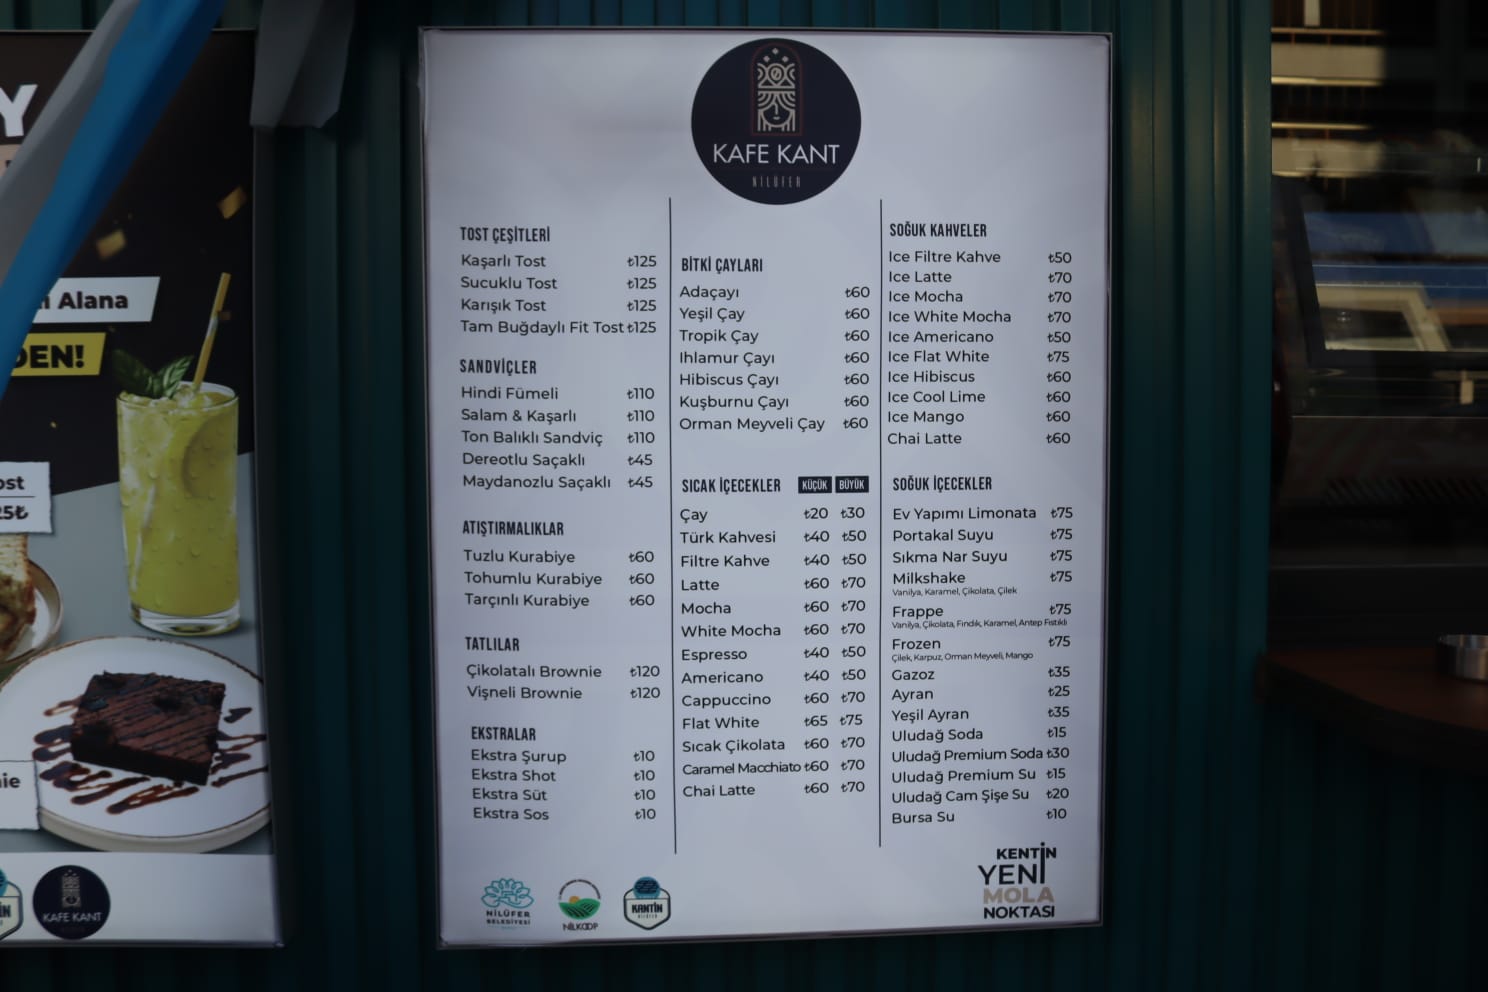 Y
Alana
DEN!
ost
25₺
nie
KAFE KANT
KAFE KANT
NİLÜFER
TOST ÇEŞİTLERİ
Kaşarlı Tost ₺125
Sucuklu Tost ₺125
Karışık Tost ₺125
Tam Buğdaylı Fit Tost ₺125
SANDVİÇLER
Hindi Fümeli ₺110
Salam & Kaşarlı ₺110
Ton Balıklı Sandviç ₺110
Dereotlu Saçaklı ₺45
Maydanozlu Saçaklı ₺45
ATIŞTIRMALIKLAR
Tuzlu Kurabiye ₺60
Tohumlu Kurabiye ₺60
Tarçınlı Kurabiye ₺60
TATLILAR
Çikolatalı Brownie ₺120
Vişneli Brownie ₺120
EKSTRALAR
Ekstra Şurup ₺10
Ekstra Shot ₺10
Ekstra Süt ₺10
Ekstra Sos ₺10
BİTKİ ÇAYLARI
Adaçayı ₺60
Yeşil Çay ₺60
Tropik Çay ₺60
Ihlamur Çayı ₺60
Hibiscus Çayı ₺60
Kuşburnu Çayı ₺60
Orman Meyveli Çay ₺60
SICAK İÇECEKLER KÜÇÜK BÜYÜK
Çay ₺20 ₺30
Türk Kahvesi ₺40 ₺50
Filtre Kahve ₺40 ₺50
Latte ₺60 ₺70
Mocha ₺60 ₺70
White Mocha ₺60 ₺70
Espresso ₺40 ₺50
Americano ₺40 ₺50
Cappuccino ₺60 ₺70
Flat White ₺65 ₺75
Sıcak Çikolata ₺60 ₺70
Caramel Macchiato ₺60 ₺70
Chai Latte ₺60 ₺70
SOĞUK KAHVELER
Ice Filtre Kahve ₺50
Ice Latte ₺70
Ice Mocha ₺70
Ice White Mocha ₺70
Ice Americano ₺50
Ice Flat White ₺75
Ice Hibiscus ₺60
Ice Cool Lime ₺60
Ice Mango ₺60
Chai Latte ₺60
SOĞUK İÇECEKLER
Ev Yapımı Limonata ₺75
Portakal Suyu ₺75
Sıkma Nar Suyu ₺75
Milkshake ₺75
Vanilya, Karamel, Çikolata, Çilek
Frappe ₺75
Vanilya, Çikolata, Fındık, Karamel, Antep Fıstıklı
Frozen ₺75
Çilek, Karpuz, Orman Meyveli, Mango
Gazoz ₺35
Ayran ₺25
Yeşil Ayran ₺35
Uludağ Soda ₺15
Uludağ Premium Soda ₺30
Uludağ Premium Su ₺15
Uludağ Cam Şişe Su ₺20
Bursa Su ₺10
NİLÜFER
BELEDİYESİ
NİLKOOP
KANTİN
NİLÜFER
KENTİN
YENİ
MOLA
NOKTASI